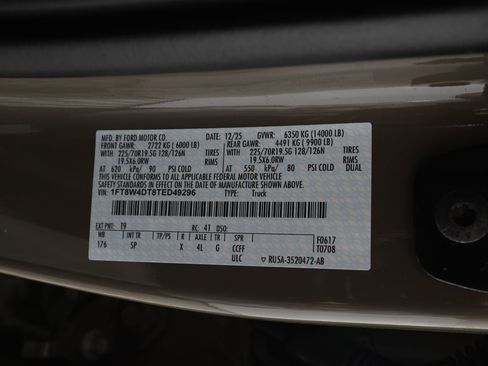 MFD. BY FORD MOTOR CO. DATE: 12/25 GVWR: 6350 KG (14000 LB)
FRONT GAWR: 2722 KG (6000 LB) REAR GAWR: 4491 KG (9900 LB)
225/70R19.5G 128/126N TIRES 225/70R19.5G 128/126N TIRES
19.5X6.0RW RIMS 19.5X6.0RW RIMS
AT 620 kPa/ 90 PSI COLD AT 550 kPa/ 80 PSI COLD DUAL
THIS VEHICLE CONFORMS TO ALL APPLICABLE FEDERAL MOTOR VEHICLE
SAFETY STANDARDS IN EFFECT ON THE DATE OF MANUFACTURE SHOWN ABOVE.
VIN: 1FT8W4DT8TED49296 TYPE: Truck
EXT PNT: T9 RC: 41 DSO:
WB INT TR TP/PS R AXLE TR SPR F0617
176 SP X 4L G CCFF T0708
ULC RU5A-3520472-AB